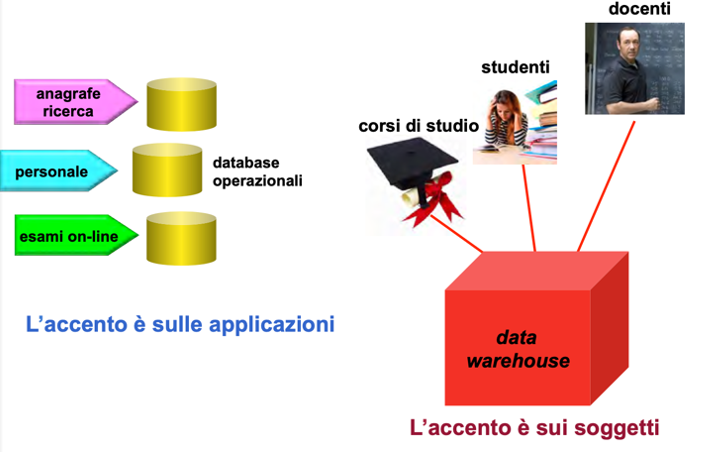 anagrafe
ricerca
personale
esami on-line
database
operazionali
L'accento è sulle applicazioni
docenti
studenti
corsi di studio
data
warehouse
L'accento è sui soggetti